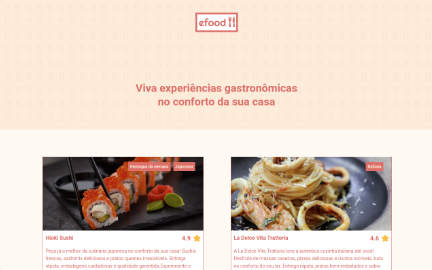 efood
Viva experiências gastronômicas
no conforto da sua casa
Destaque da semana
Japonesa
Italiana
Hioki Sushi
4.9
Peça já o melhor da culinária japonesa no conforto da sua casa! Sushis
frescos, sashimis deliciosos e pratos quentes irresistíveis. Entrega
rápida, embalagens cuidadosas e qualidade garantida.Experimente o
La Dolce Vita Trattoria
4.6
A La Dolce Vita Trattoria leva a autêntica cozinha italiana até você!
Desfrute de massas caseiras, pizzas deliciosas e risotos incríveis, tudo
no conforto do seu lar. Entrega rápida, pratos bem embalados e sabor